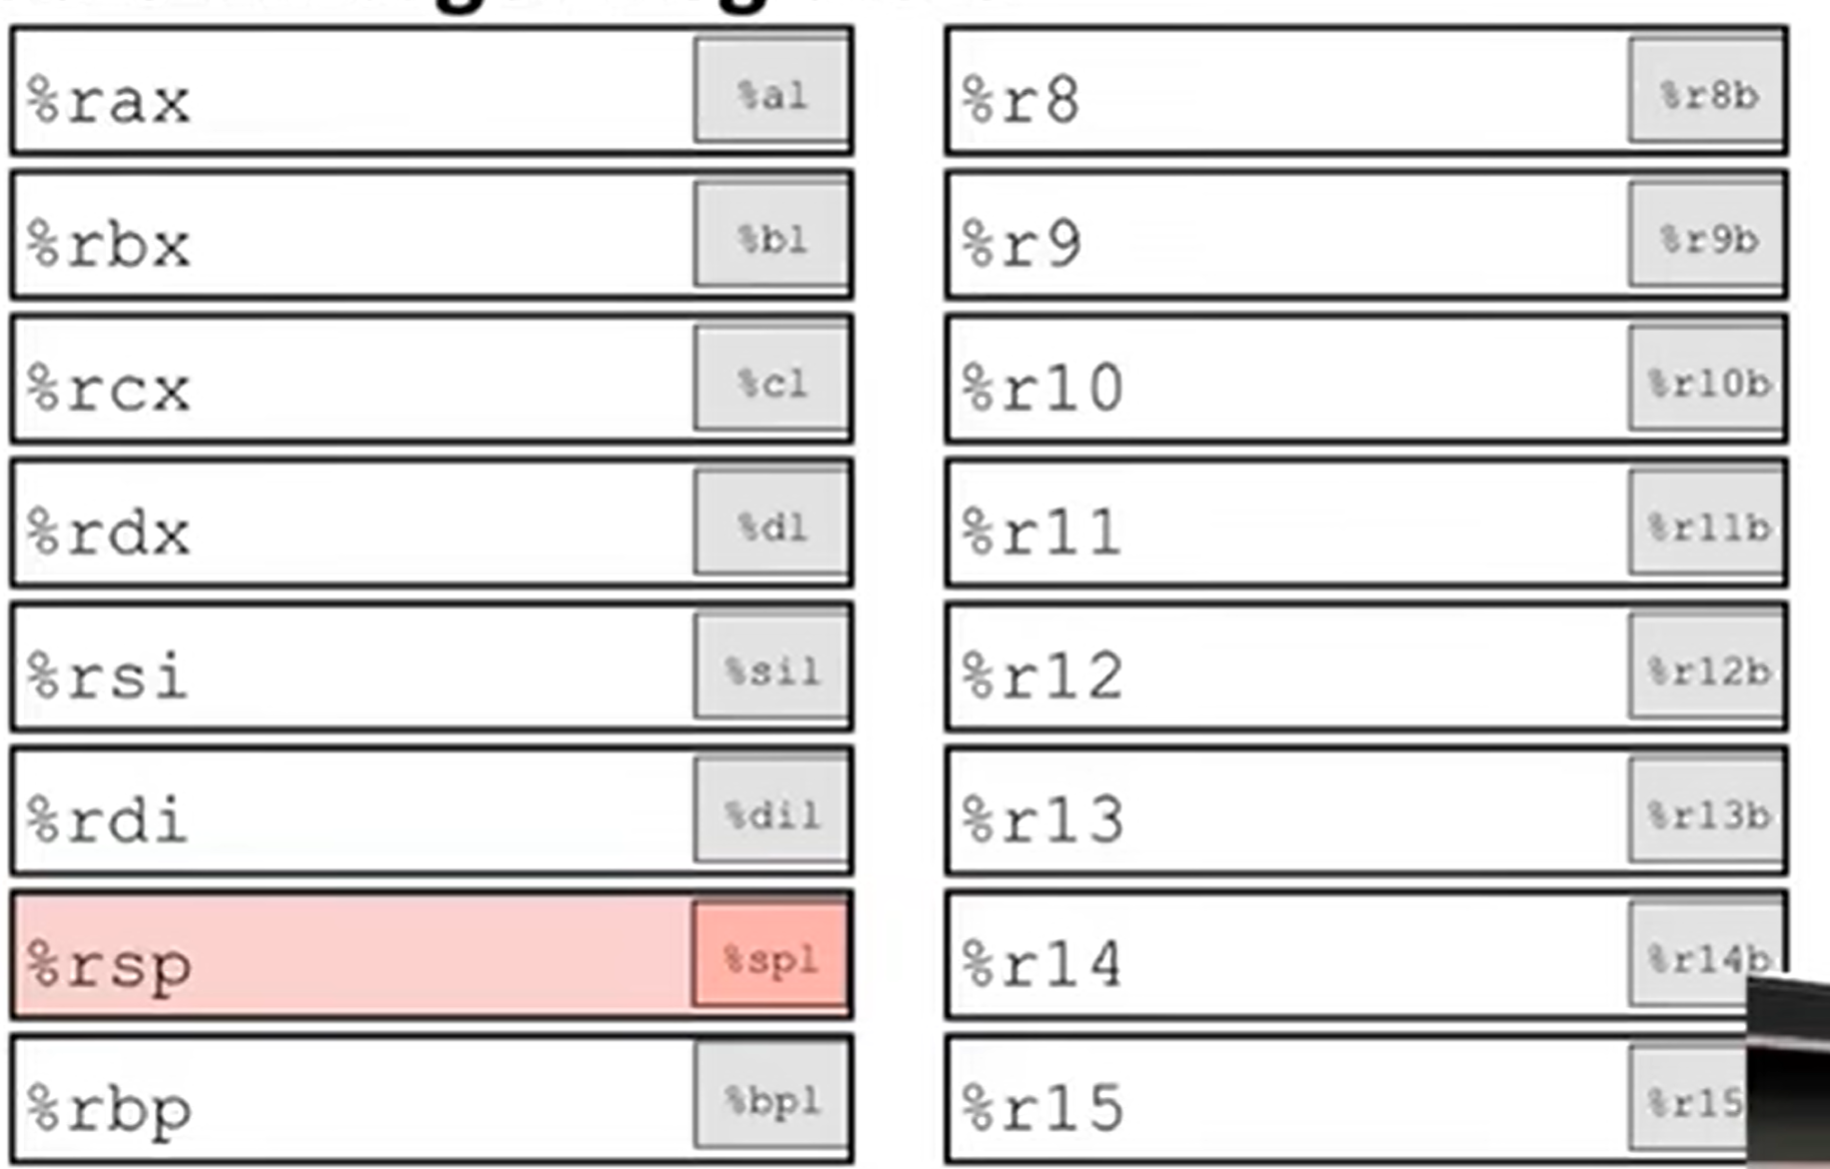 %rax %al
%rbx %bl
%rcx %cl
%rdx %dl
%rsi %sil
%rdi %dil
%rsp %spl
%rbp %bpl
%r8 %r8b
%r9 %r9b
%r10 %r10b
%r11 %r11b
%r12 %r12b
%r13 %r13b
%r14 %r14b
%r15 %r15